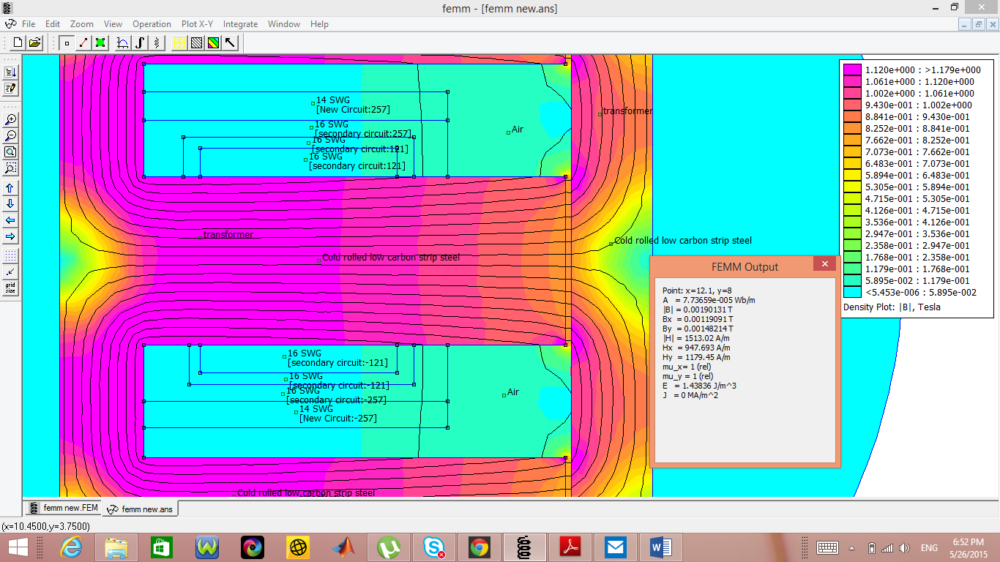 femm - [femm new.ans]
File Edit Zoom View Operation Plot X-Y Integrate Window Help
grid
size
14 SWG
[New Circuit:257]
16 SWG
[secondary circuit:257]
16 SWG
[secondary circuit:121]
16 SWG
[secondary circuit:121]
Air
transformer
transformer
Cold rolled low carbon strip steel
Cold rolled low carbon strip steel
16 SWG
[secondary circuit:-121]
16 SWG
[secondary circuit:-121]
16 SWG
[secondary circuit:-257]
14 SWG
[New Circuit:-257]
Air
Cold rolled low carbon strip steel
1.120e+000 : >1.179e+000
1.061e+000 : 1.120e+000
1.002e+000 : 1.061e+000
9.430e-001 : 1.002e+000
8.841e-001 : 9.430e-001
8.252e-001 : 8.841e-001
7.662e-001 : 8.252e-001
7.073e-001 : 7.662e-001
6.483e-001 : 7.073e-001
5.894e-001 : 6.483e-001
5.305e-001 : 5.894e-001
4.715e-001 : 5.305e-001
4.126e-001 : 4.715e-001
3.536e-001 : 4.126e-001
2.947e-001 : 3.536e-001
2.358e-001 : 2.947e-001
1.768e-001 : 2.358e-001
1.179e-001 : 1.768e-001
5.895e-002 : 1.179e-001
<5.453e-006 : 5.895e-002
Density Plot: |B|, Tesla
FEMM Output
Point: x=12.1, y=8
A = 7.73659e-005 Wb/m
|B| = 0.00190131 T
Bx = 0.00119091 T
By = 0.00148214 T
|H| = 1513.02 A/m
Hx = 947.693 A/m
Hy = 1179.45 A/m
mu_x= 1 (rel)
mu_y = 1 (rel)
E = 1.43836 J/m^3
J = 0 MA/m^2
femm new.FEM femm new.ans
(x=10.4500,y=3.7500)
ENG
6:52 PM
5/26/2015